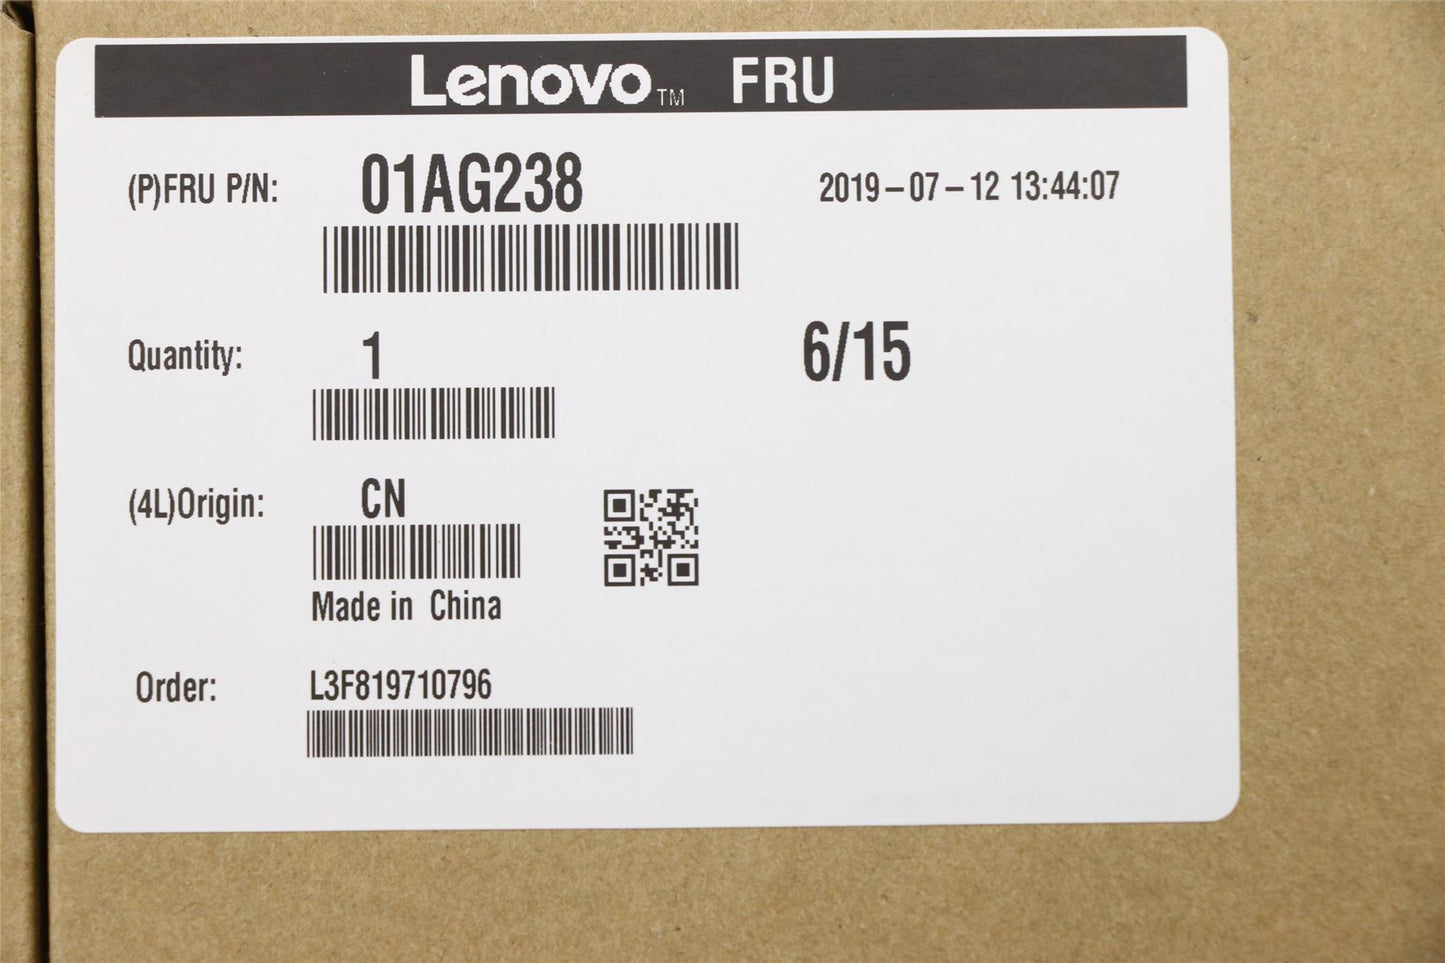 Lenovo™ FRU
(P)FRU P/N: 01AG238 2019-07-12 13:44:07
Quantity: 1 6/15
(4L)Origin: CN
Made in China
Order: L3F819710796